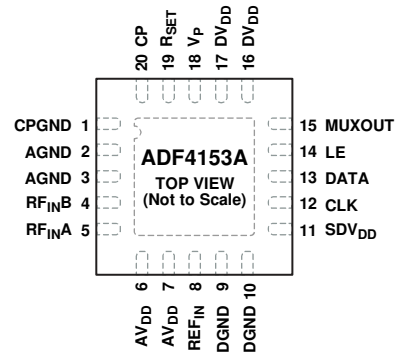 20 CP
19 RSET
18 VP
17 DVDD
16 DVDD
CPGND 1
AGND 2
AGND 3
RFINB 4
RFINA 5
ADF4153A
TOP VIEW
(Not to Scale)
15 MUXOUT
14 LE
13 DATA
12 CLK
11 SDVDD
AVDD 6
AVDD 7
REFIN 8
DGND 9
DGND 10